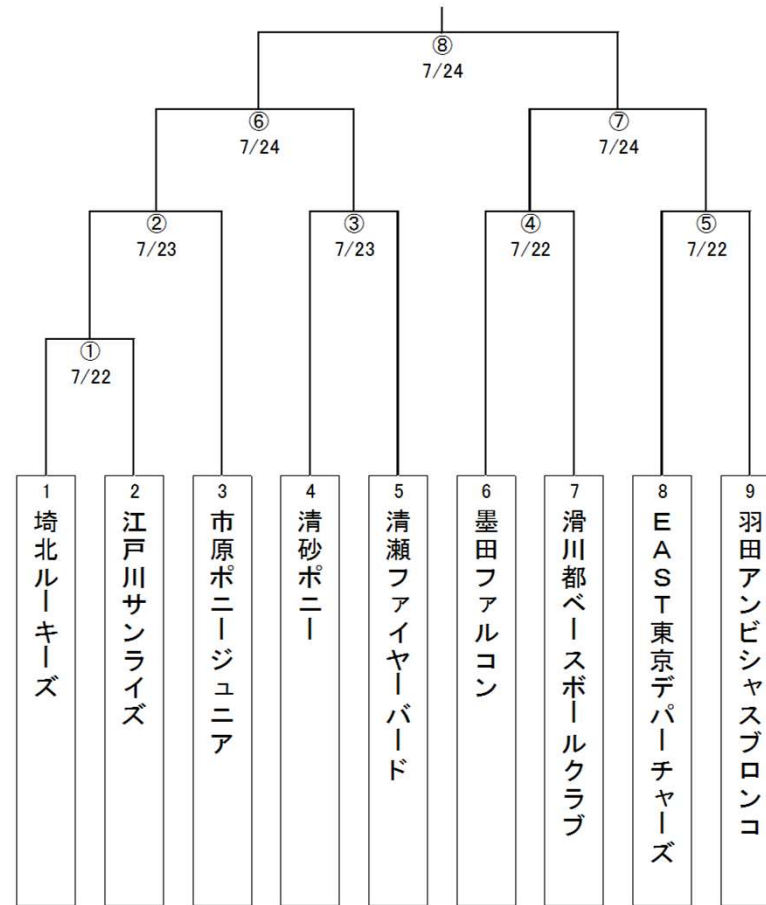 ⑧
7/24
⑥
7/24
⑦
7/24
②
7/23
③
7/23
④
7/22
⑤
7/22
①
7/22
1
埼北ルーキーズ
2
江戸川サンライズ
3
市原ポニージュニア
4
清砂ポニー
5
清瀬ファイヤーバード
6
墨田ファルコン
7
滑川都ベースボールクラブ
8
EAST東京デパーチャーズ
9
羽田アンビシャスブロンコ